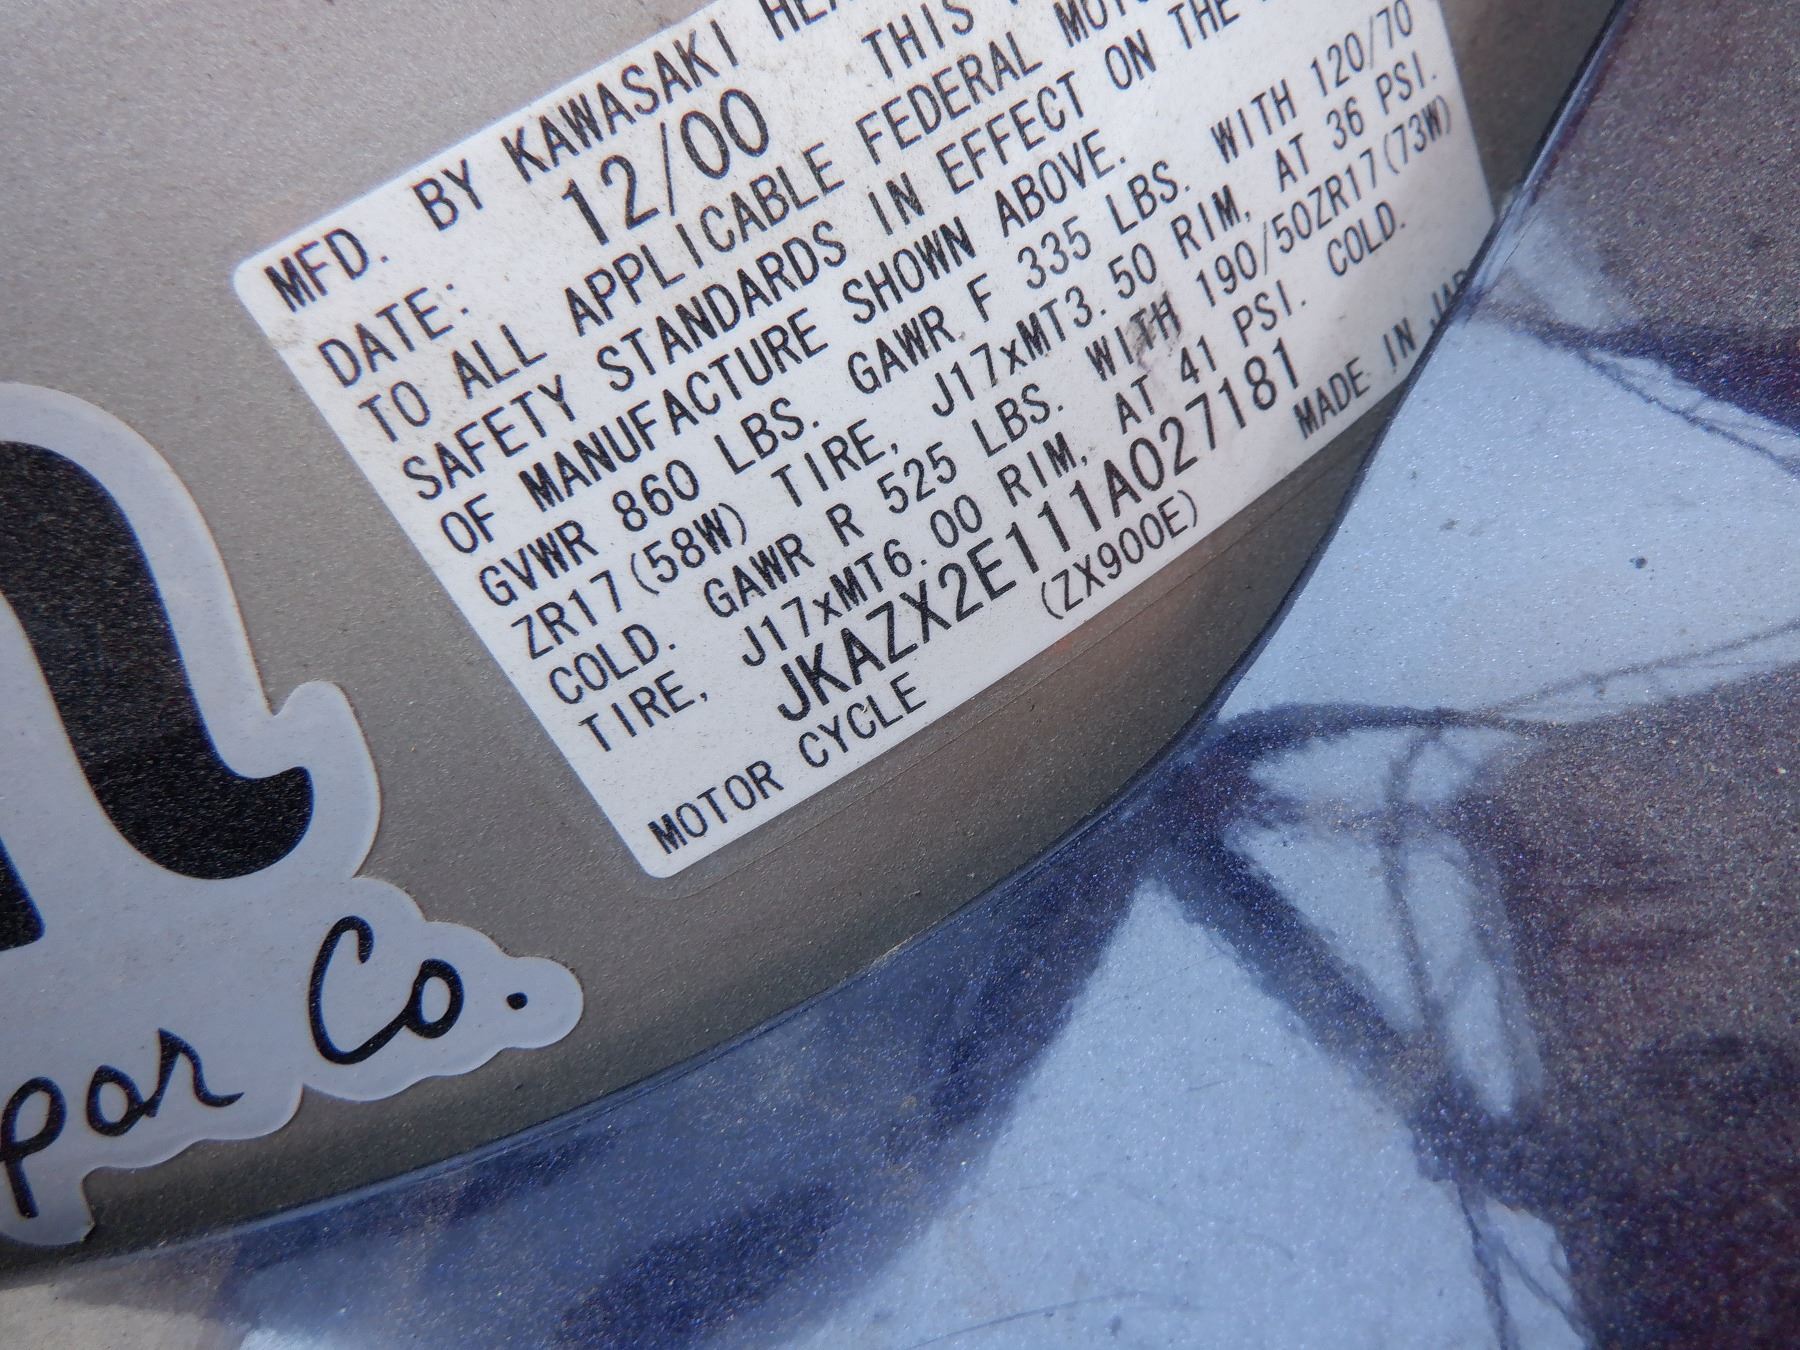 MFD. BY KAWASAKI
DATE: 12/00 THIS
TO ALL APPLICABLE FEDERAL
SAFETY STANDARDS IN EFFECT ON THE
OF MANUFACTURE SHOWN ABOVE.
GVWR 860 LBS. GAWR F 335 LBS. WITH 120/70
ZR17(58W) TIRE, J17xMT3.50 RIM, AT 36 PSI.
COLD. GAWR R 525 LBS. WITH 190/50ZR17(73W)
TIRE, J17xMT6.00 RIM, AT 41 PSI. COLD.
JKAZX2E111A027181
MOTOR CYCLE (ZX900E) MADE IN
Co.